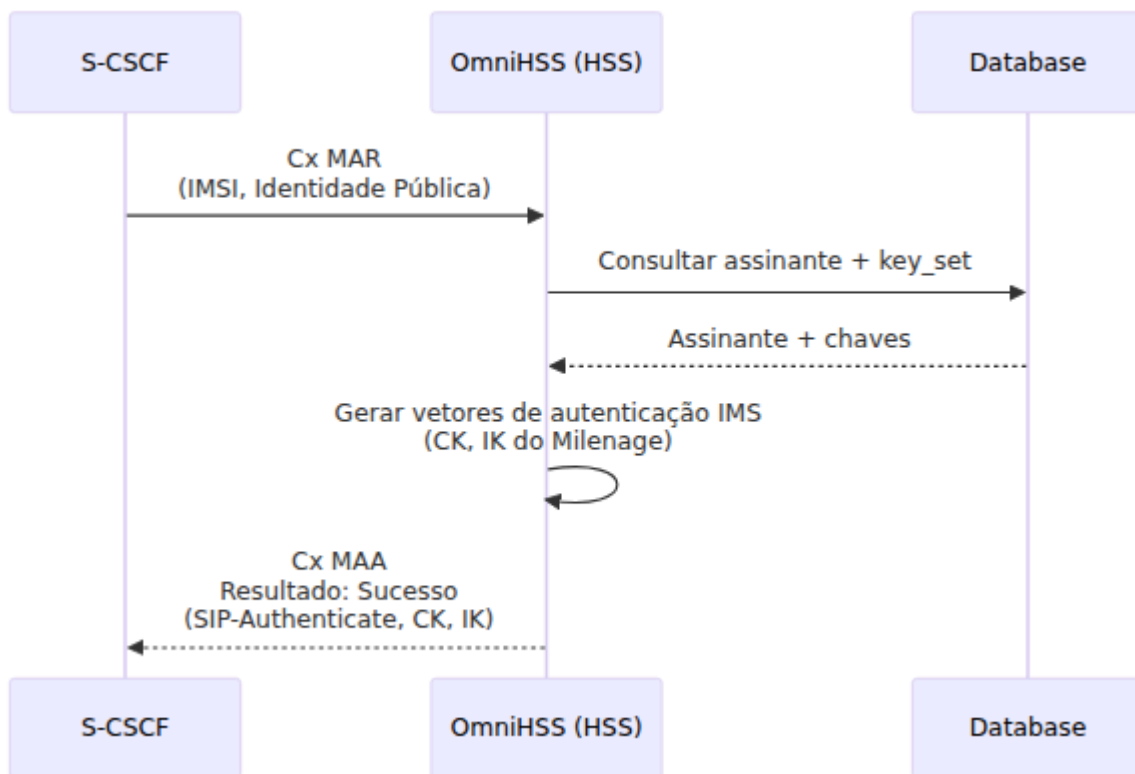 S-CSCF
OmniHSS (HSS)
Database
Cx MAR
(IMSI, Identidade Pública)
Consultar assinante + key_set
Assinante + chaves
Gerar vetores de autenticação IMS
(CK, IK do Milenage)
Cx MAA
Resultado: Sucesso
(SIP-Authenticate, CK, IK)
S-CSCF
OmniHSS (HSS)
Database